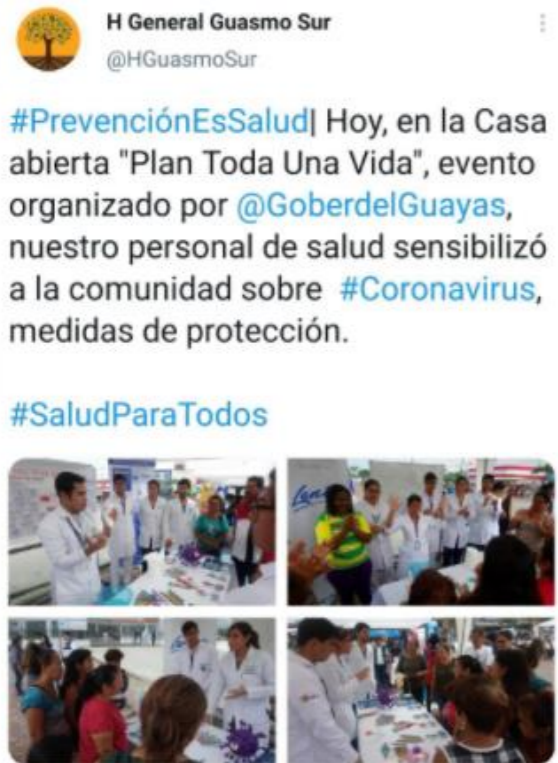 H General Guasmo Sur
@HGuasmoSur
#PrevenciónEsSalud| Hoy, en la Casa
abierta "Plan Toda Una Vida", evento
organizado por @GoberdelGuayas,
nuestro personal de salud sensibilizó
a la comunidad sobre #Coronavirus,
medidas de protección.
#SaludParaTodos